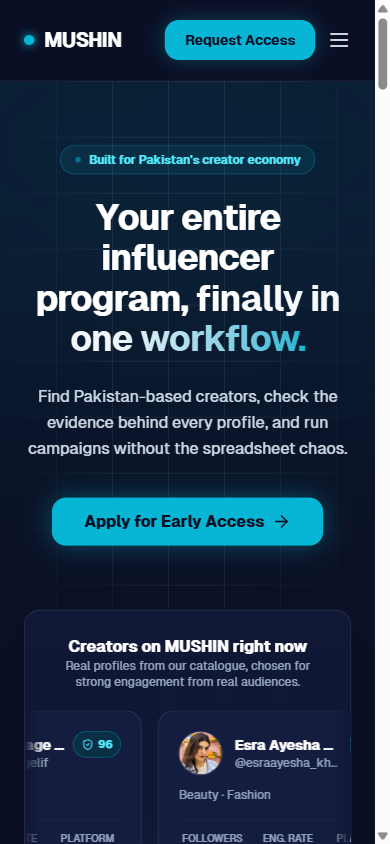 MUSHIN
Request Access
Built for Pakistan's creator economy
Your entire
influencer
program, finally in
one workflow.
Find Pakistan-based creators, check the
evidence behind every profile, and run
campaigns without the spreadsheet chaos.
Apply for Early Access →
Creators on MUSHIN right now
Real profiles from our catalogue, chosen for
strong engagement from real audiences.
96
Esra Ayesha ...
@esraayesha_kh...
Beauty · Fashion
PLATFORM
FOLLOWERS ENG. RATE